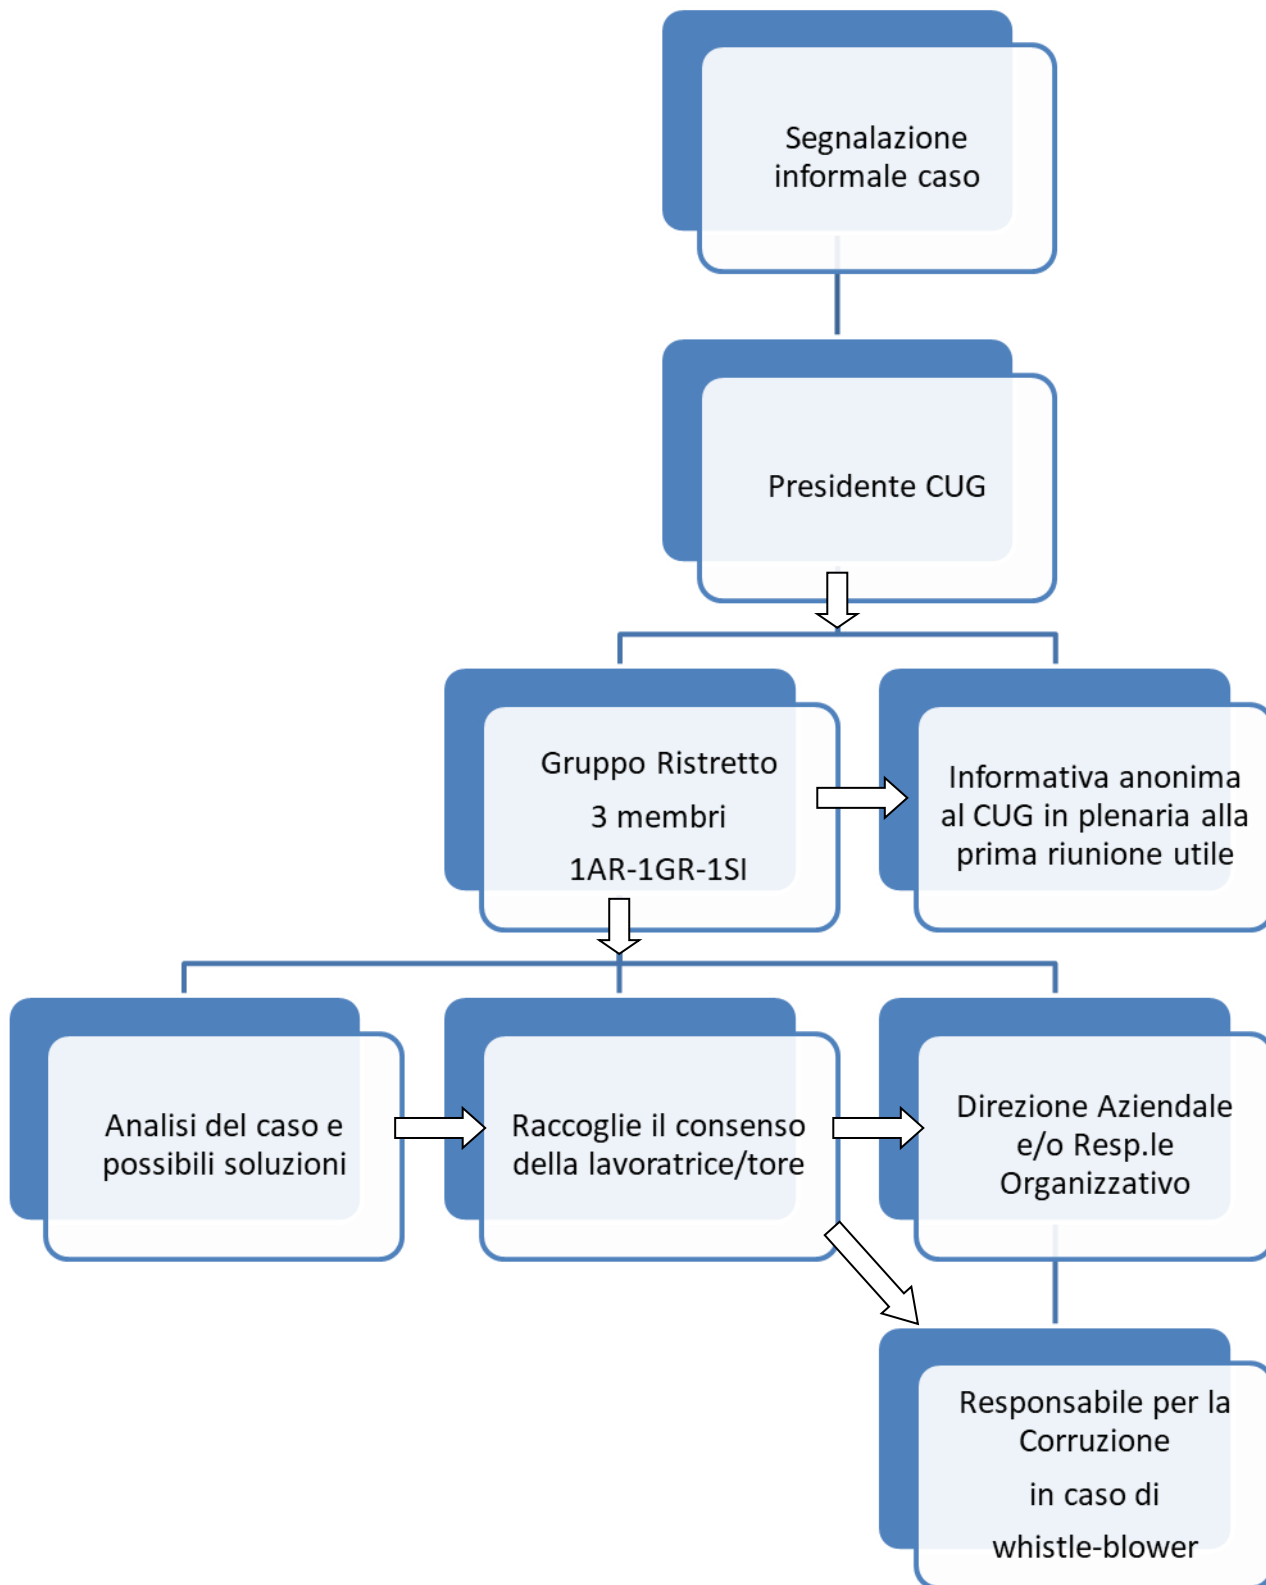 Segnalazione
informale caso
Presidente CUG
Gruppo Ristretto
3 membri
1AR-1GR-1SI
Informativa anonima
al CUG in plenaria alla
prima riunione utile
Analisi del caso e
possibili soluzioni
Raccoglie il consenso
della lavoratrice/tore
Direzione Aziendale
e/o Resp.le
Organizzativo
Responsabile per la
Corruzione
in caso di
whistle-blower